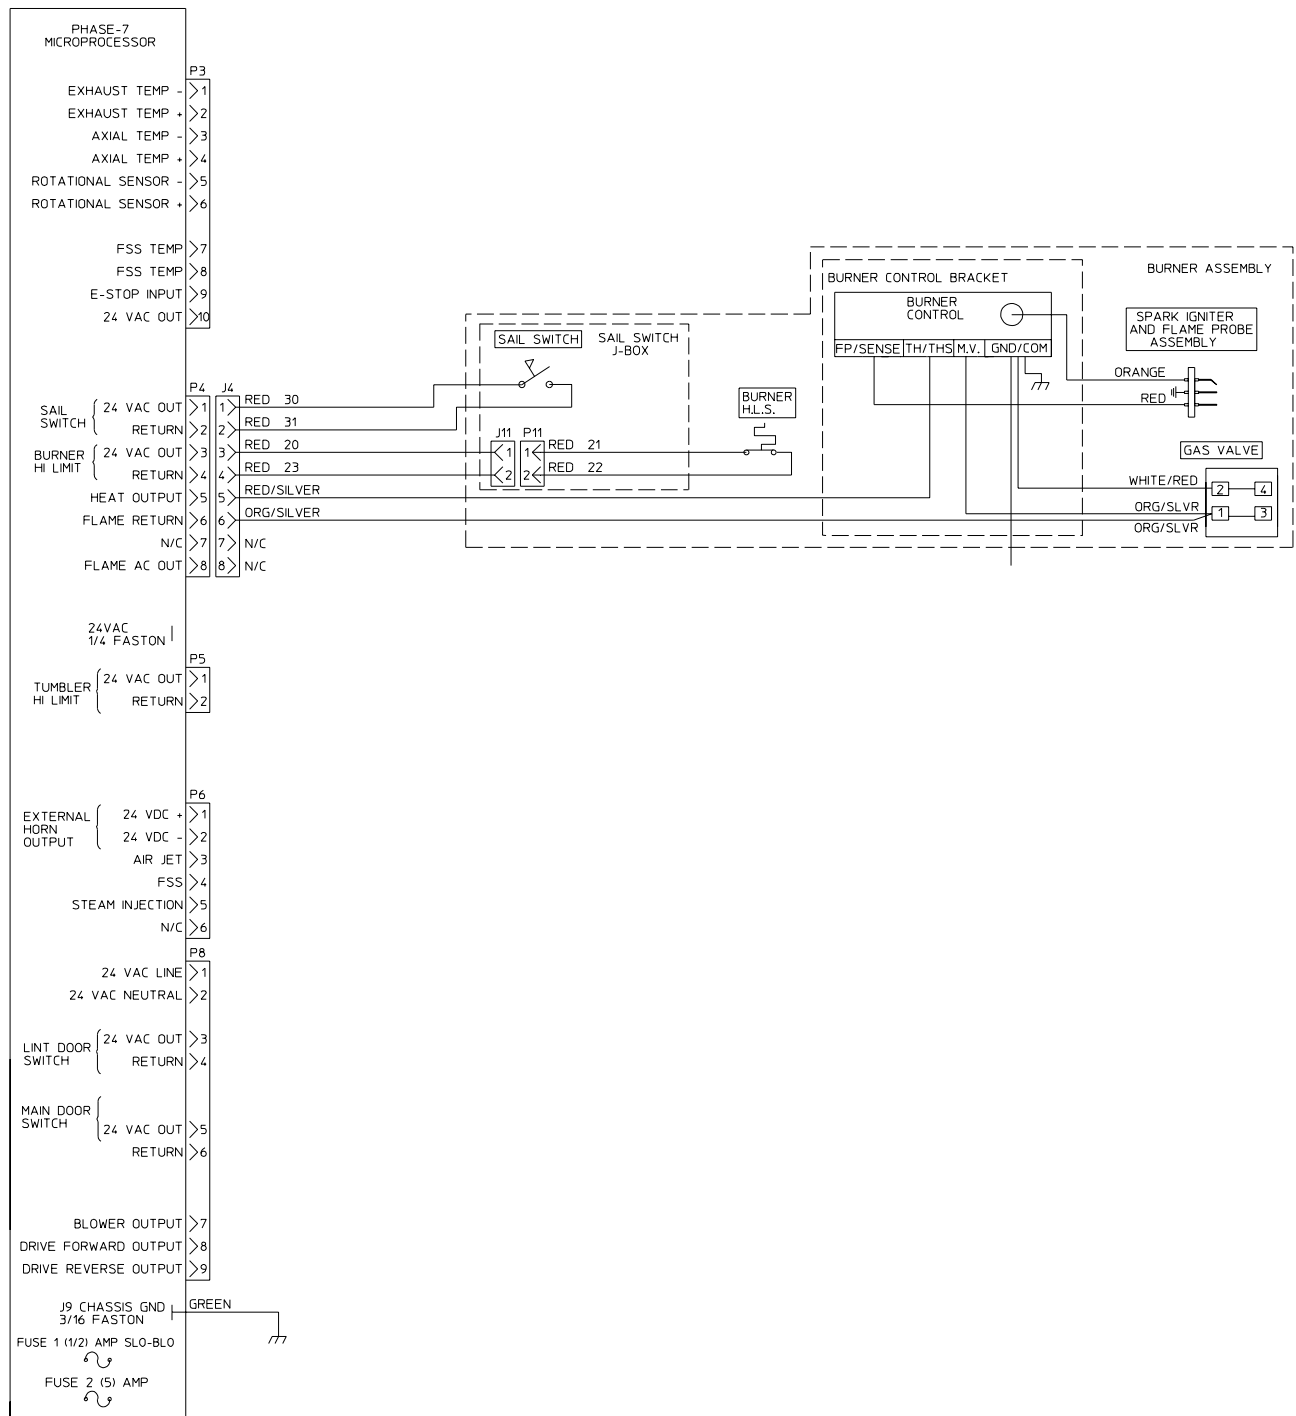 PHASE-7
MICROPROCESSOR
P3
EXHAUST TEMP - 1
EXHAUST TEMP + 2
AXIAL TEMP - 3
AXIAL TEMP + 4
ROTATIONAL SENSOR - 5
ROTATIONAL SENSOR + 6
FSS TEMP 7
FSS TEMP 8
E-STOP INPUT 9
24 VAC OUT 10
P4 J4
SAIL
SWITCH
24 VAC OUT 1 1 RED 30
RETURN 2 2 RED 31
BURNER
HI LIMIT
24 VAC OUT 3 3 RED 20
RETURN 4 4 RED 23
HEAT OUTPUT 5 5 RED/SILVER
FLAME RETURN 6 6 ORG/SILVER
N/C 7 7 N/C
FLAME AC OUT 8 8 N/C
SAIL SWITCH
SAIL SWITCH
J-BOX
J11 P11
1 1 RED 21
2 2 RED 22
BURNER
H.L.S.
BURNER ASSEMBLY
BURNER CONTROL BRACKET
BURNER
CONTROL
FP/SENSE TH/THS M.V. GND/COM
SPARK IGNITER
AND FLAME PROBE
ASSEMBLY
ORANGE
RED
GAS VALVE
WHITE/RED
2 4
ORG/SLVR
1 3
ORG/SLVR
24VAC
1/4 FASTON
P5
TUMBLER
HI LIMIT
24 VAC OUT 1
RETURN 2
P6
EXTERNAL
HORN
OUTPUT
24 VDC + 1
24 VDC - 2
AIR JET 3
FSS 4
STEAM INJECTION 5
N/C 6
P8
24 VAC LINE 1
24 VAC NEUTRAL 2
LINT DOOR
SWITCH
24 VAC OUT 3
RETURN 4
MAIN DOOR
SWITCH
24 VAC OUT 5
RETURN 6
BLOWER OUTPUT 7
DRIVE FORWARD OUTPUT 8
DRIVE REVERSE OUTPUT 9
J9 CHASSIS GND
3/16 FASTON
GREEN
FUSE 1 (1/2) AMP SLO-BLO
FUSE 2 (5) AMP